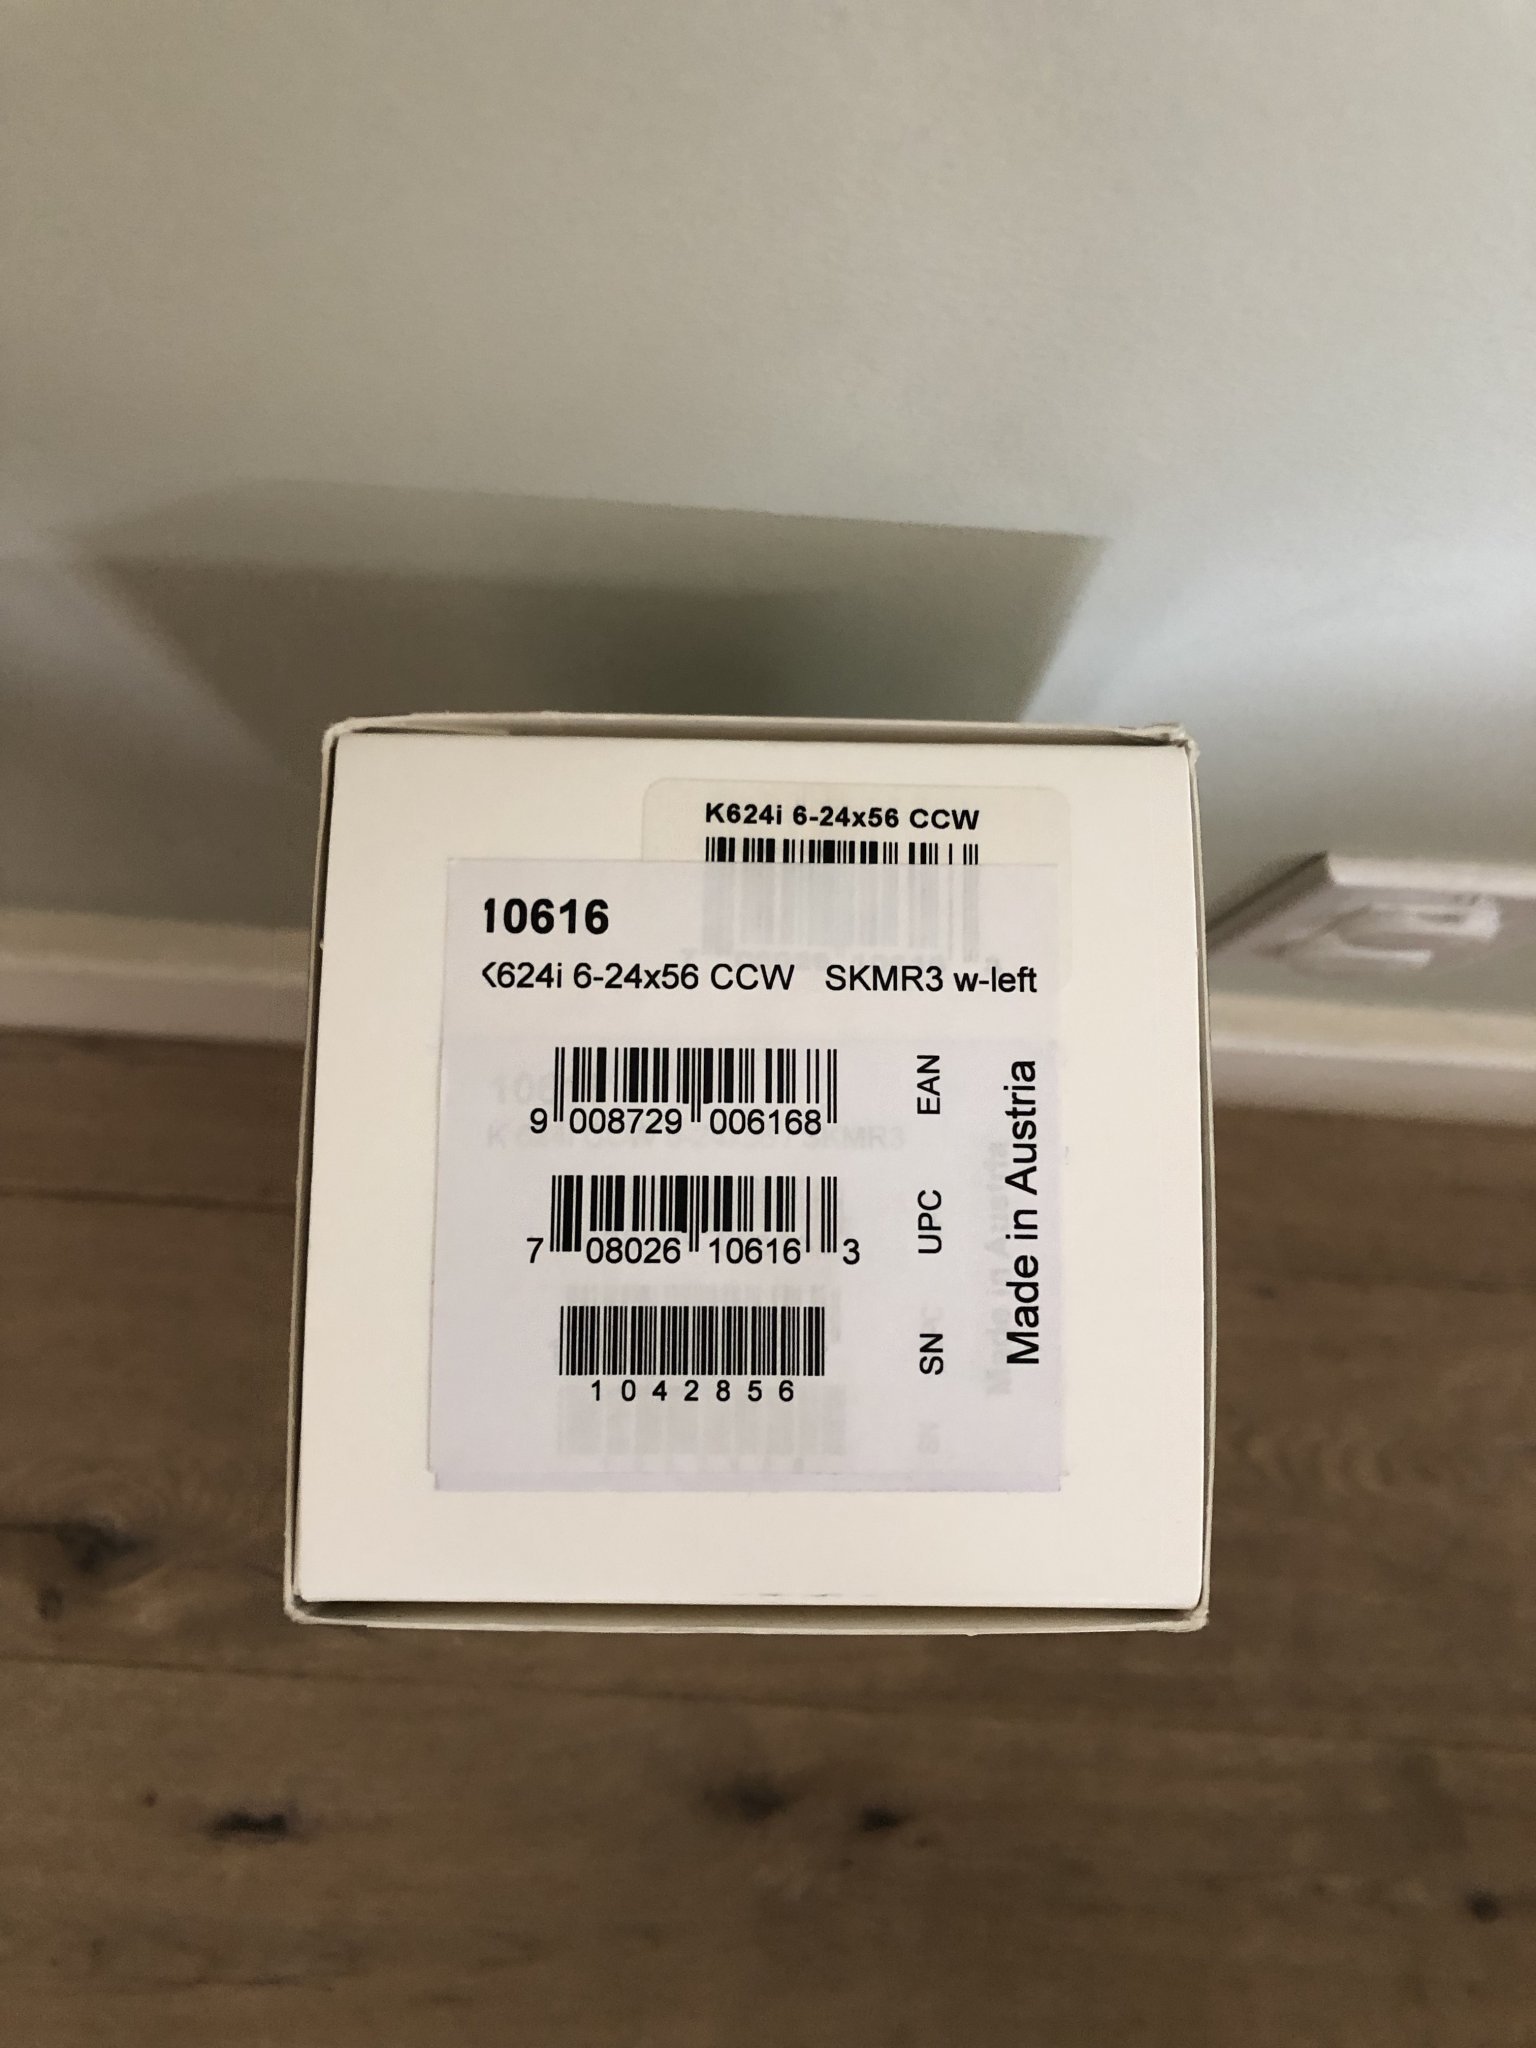 K624i 6-24x56 CCW
10616
K624i 6-24x56 CCW SKMR3 w-left
9 008729 006168
EAN
7 08026 10616 3
UPC
1042856
SN
Made in Austria